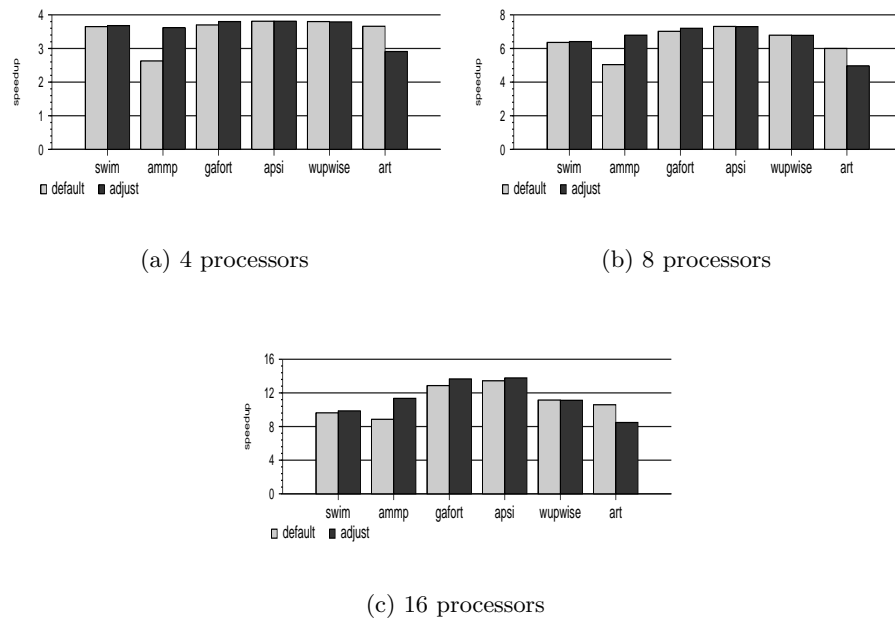 4
3
2
1
0
speedup
swim ammp gafort apsi wupwise art
default adjust
(a) 4 processors
8
6
4
2
0
speedup
swim ammp gafort apsi wupwise art
default adjust
(b) 8 processors
16
12
8
4
0
speedup
swim ammp gafort apsi wupwise art
default adjust
(c) 16 processors